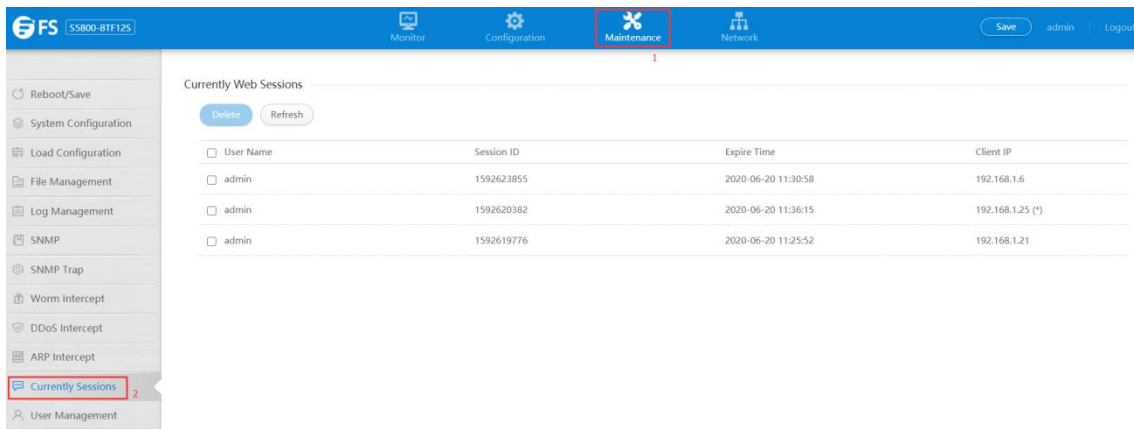 FS S5800-8TF12S Monitor Configuration Maintenance Network Save admin Logout
1
Reboot/Save
System Configuration
Load Configuration
File Management
Log Management
SNMP
SNMP Trap
Worm Intercept
DDoS Intercept
ARP Intercept
Currently Sessions 2
User Management
Currently Web Sessions
Delete Refresh
User Name Session ID Expire Time Client IP
admin 1592623855 2020-06-20 11:30:58 192.168.1.6
admin 1592620382 2020-06-20 11:36:15 192.168.1.25 (*)
admin 1592619776 2020-06-20 11:25:52 192.168.1.21